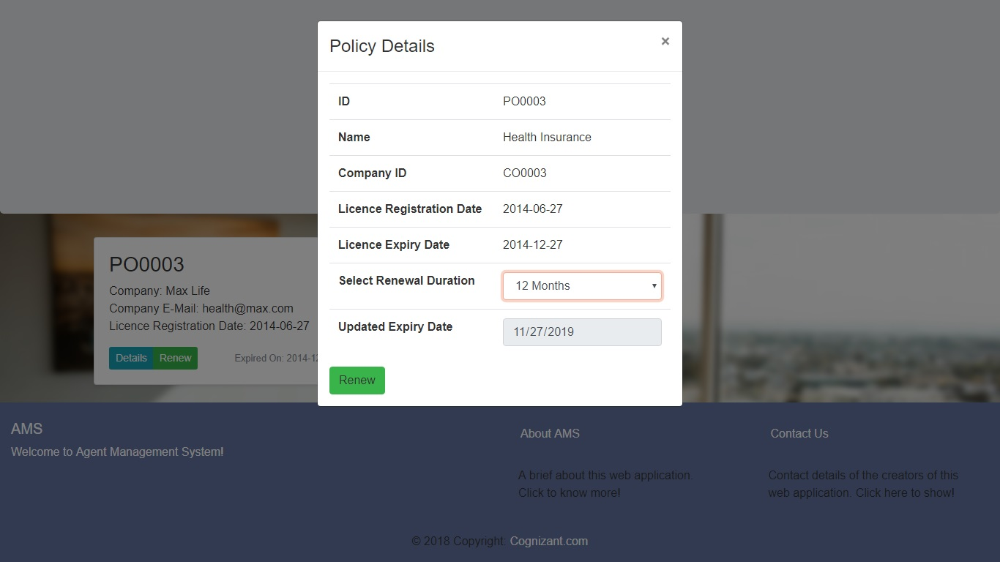 Policy Details ×
ID PO0003
Name Health Insurance
Company ID CO0003
Licence Registration Date 2014-06-27
Licence Expiry Date 2014-12-27
Select Renewal Duration 12 Months
Updated Expiry Date 11/27/2019
Renew
PO0003
Company: Max Life
Company E-Mail: health@max.com
Licence Registration Date: 2014-06-27
Details Renew Expired On: 2014-12
AMS
Welcome to Agent Management System!
About AMS
A brief about this web application.
Click to know more!
Contact Us
Contact details of the creators of this
web application. Click here to show!
© 2018 Copyright: Cognizant.com